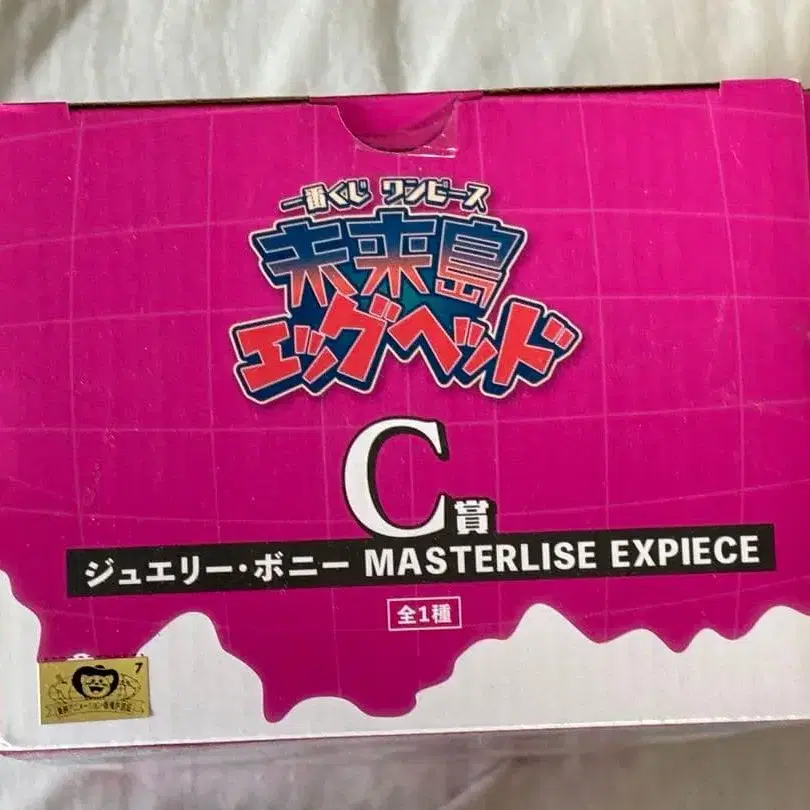 一番くじ ワンピース
未来島
エッグヘッド
C賞
ジュエリー・ボニー MASTERLISE EXPIECE
全1種
7